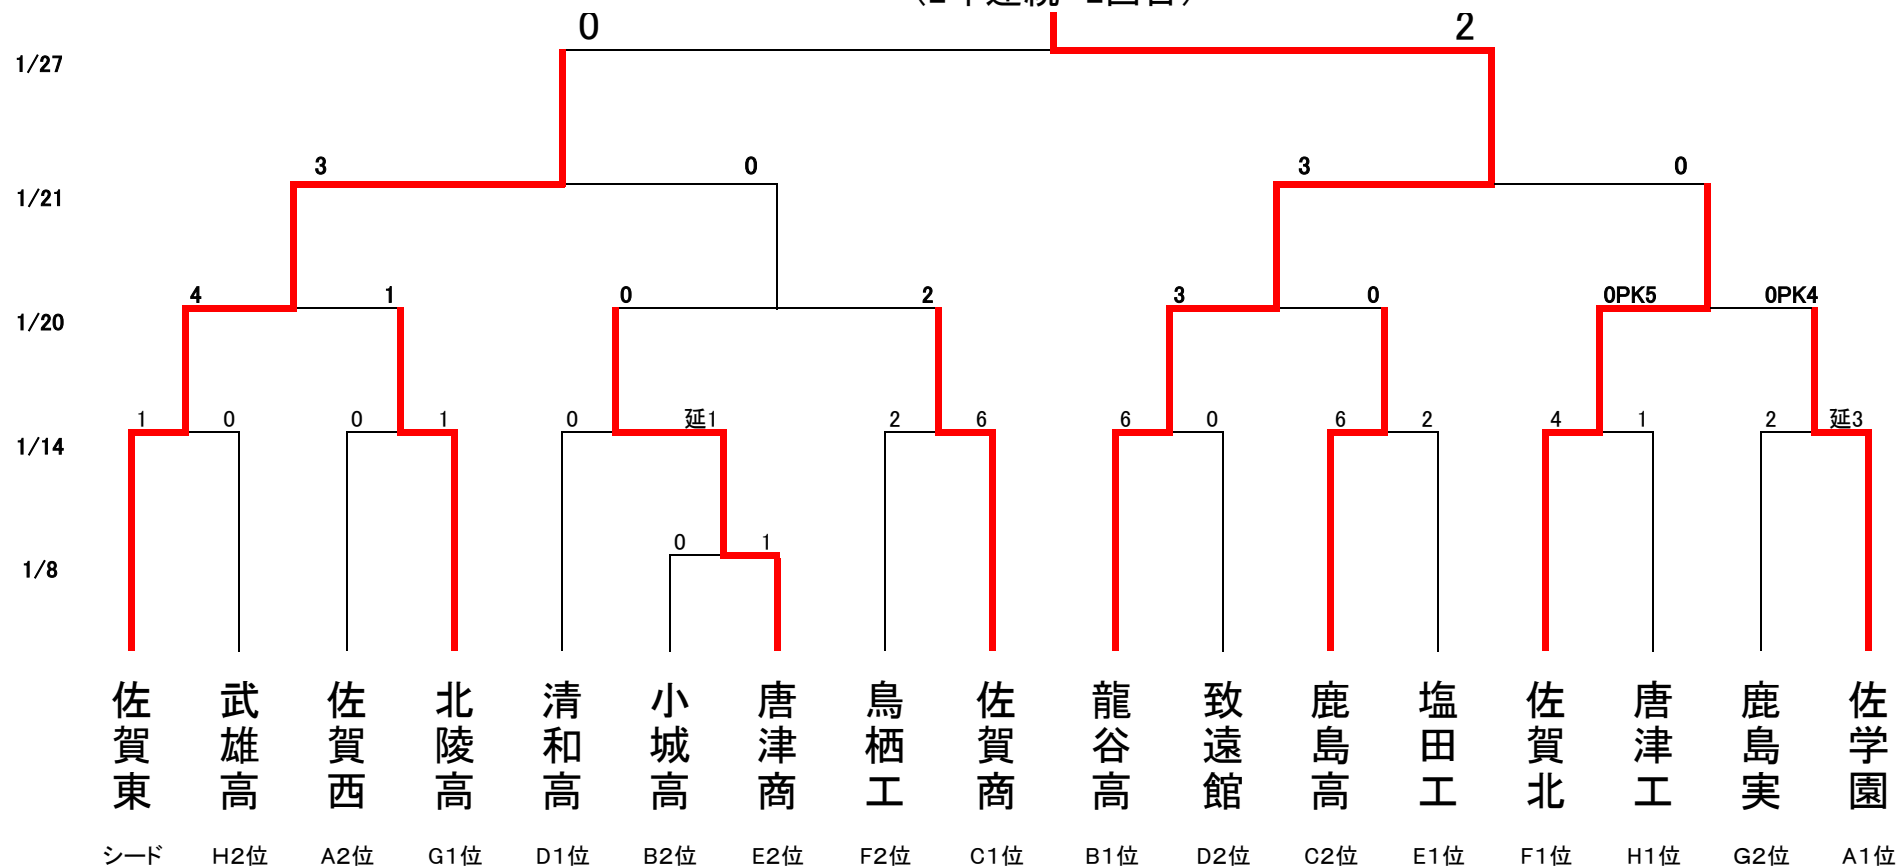 0 2
1/27
3 0 3 0
1/21
4 1 0 2 3 0 0PK5 0PK4
1/20
1 0 0 1 0 延1 2 6 6 0 6 2 4 1 2 延3
1/14
0 1
1/8
佐賀東 武雄高 佐賀西 北陵高 清和高 小城高 唐津商 鳥栖工 佐賀商 龍谷高 致遠館 鹿島高 塩田工 佐賀北 唐津工 鹿島実 佐学園
シード H2位 A2位 G1位 D1位 B2位 E2位 F2位 C1位 B1位 D2位 C2位 E1位 F1位 H1位 G2位 A1位